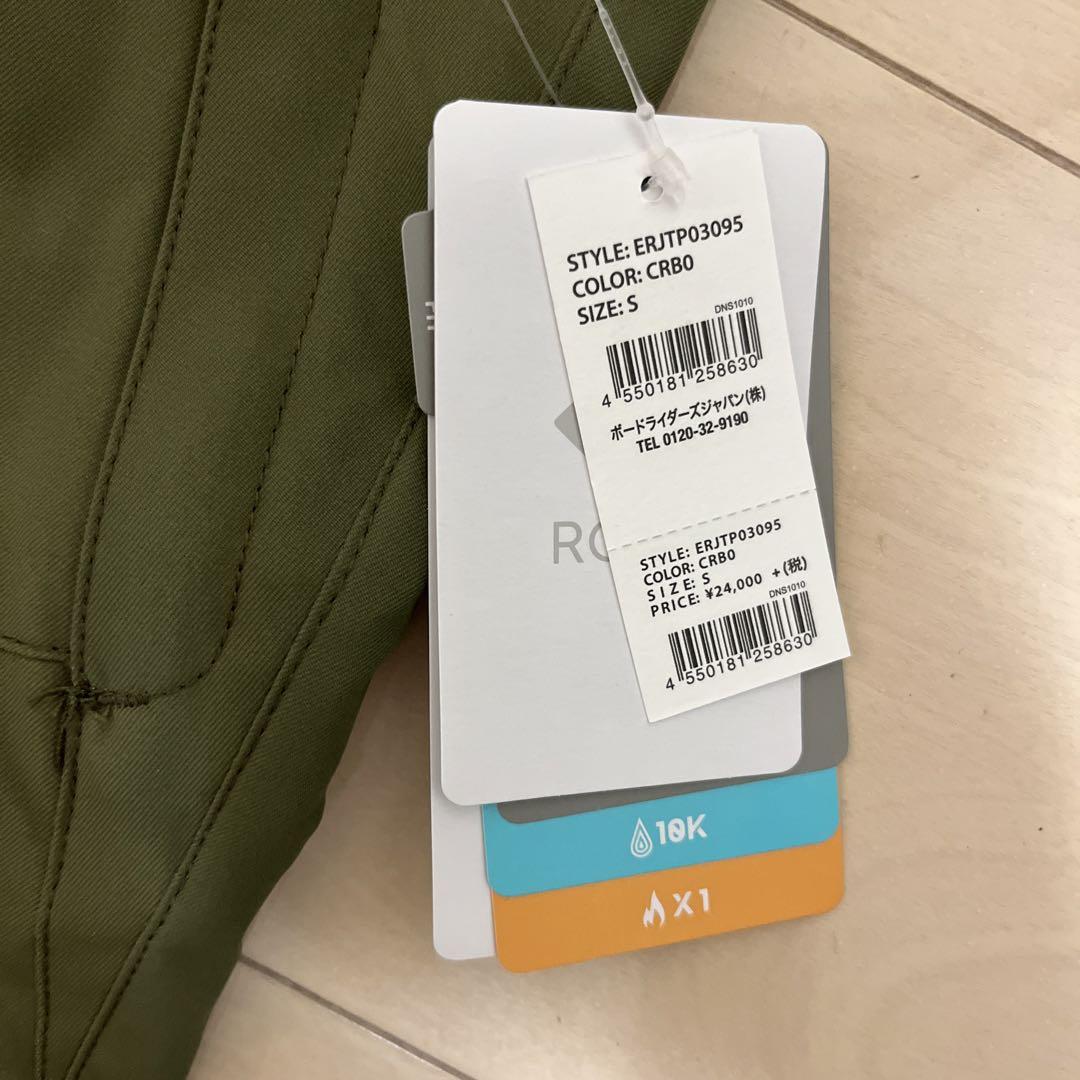 STYLE: ERJTP03095
COLOR: CRB0
SIZE: S
DNS1010
4 550181 258630
ボードライダーズジャパン(株)
TEL 0120-32-9190
STYLE: ERJTP03095
COLOR: CRB0
SIZE: S
PRICE: ¥24,000 +(税)
DNS1010
4 550181 258630
10K
X1